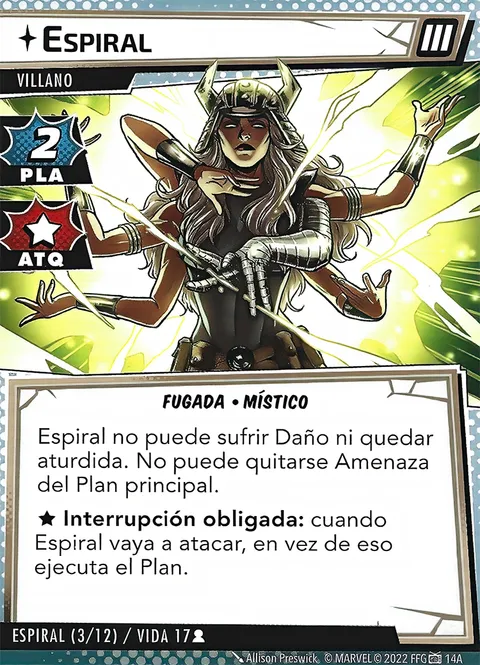 Espiral
III
VILLANO
2
PLA
ATQ
FUGADA • MÍSTICO
Espiral no puede sufrir Daño ni quedar
aturdida. No puede quitarse Amenaza
del Plan principal.
★ Interrupción obligada: cuando
Espiral vaya a atacar, en vez de eso
ejecuta el Plan.
ESPIRAL (3/12) / VIDA 17
Allison Preswick © MARVEL © 2022 FFG 14A